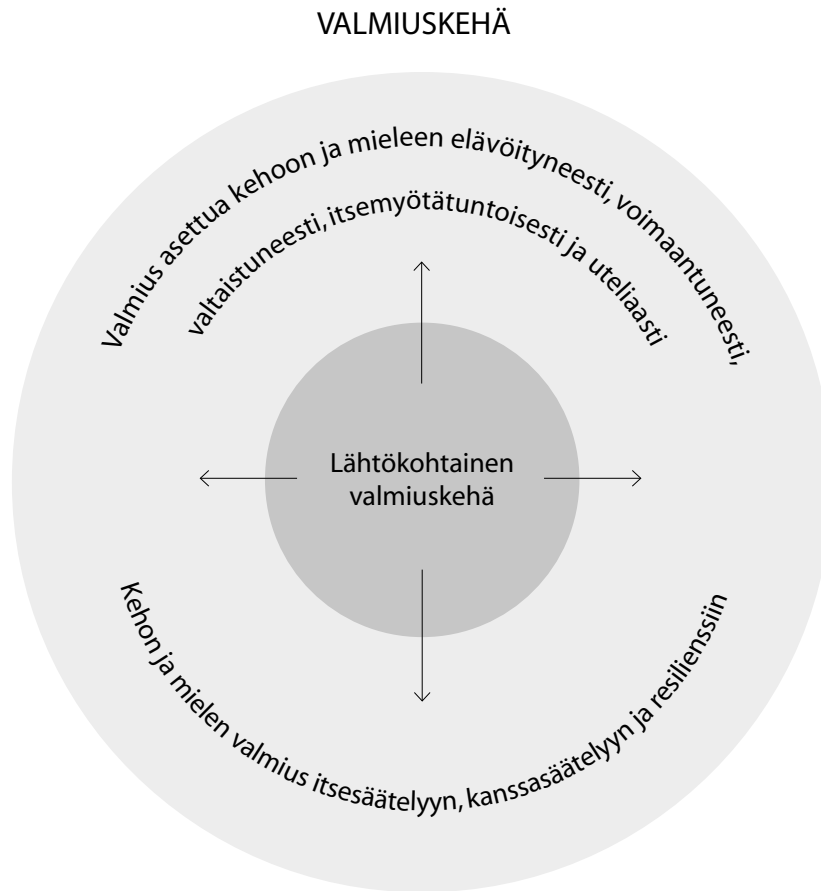 VALMIUSKEHÄ
Valmius asettua kehoon ja mieleen elävöityneesti, voimaantuneesti,
valtaistuneesti, itsemyötätuntoisesti ja uteliaasti
Lähtökohtainen
valmiuskehä
Kehon ja mielen valmius itsesäätelyyn, kanssasäätelyyn ja resilienssiin